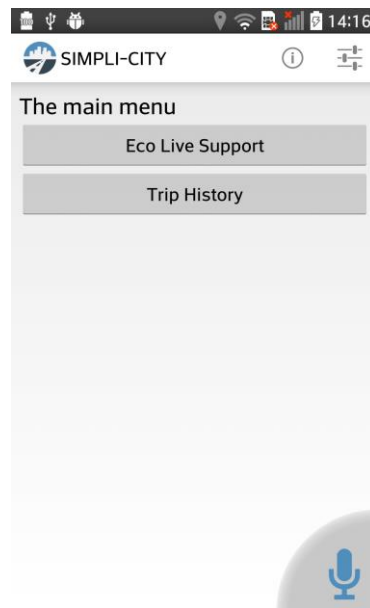 14:16
SIMPLI-CITY
The main menu
Eco Live Support
Trip History